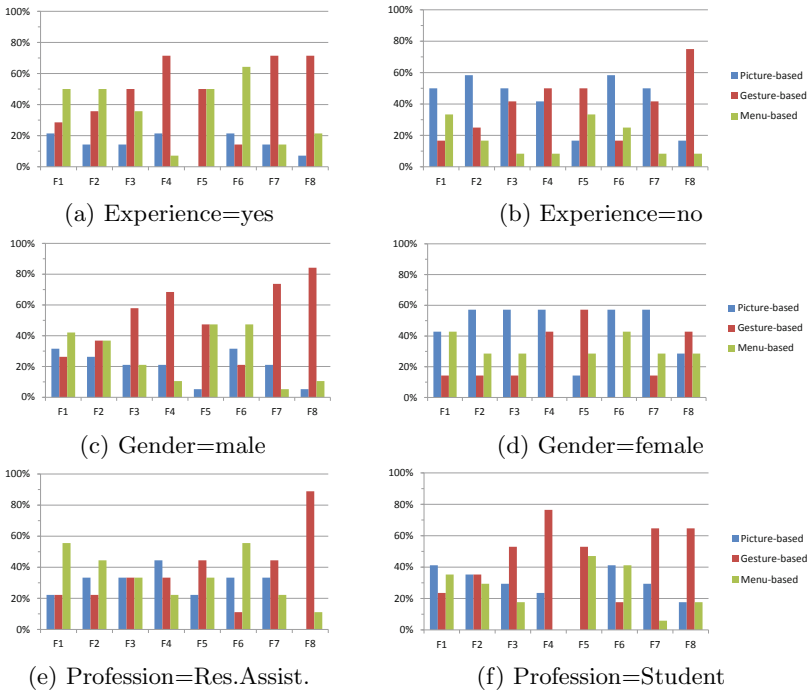 100%
80%
60%
40%
20%
0%
F1 F2 F3 F4 F5 F6 F7 F8
(a) Experience=yes
100%
80%
60%
40%
20%
0%
F1 F2 F3 F4 F5 F6 F7 F8
Picture-based
Gesture-based
Menu-based
(b) Experience=no
100%
80%
60%
40%
20%
0%
F1 F2 F3 F4 F5 F6 F7 F8
(c) Gender=male
100%
80%
60%
40%
20%
0%
F1 F2 F3 F4 F5 F6 F7 F8
Picture-based
Gesture-based
Menu-based
(d) Gender=female
100%
80%
60%
40%
20%
0%
F1 F2 F3 F4 F5 F6 F7 F8
(e) Profession=Res.Assist.
100%
80%
60%
40%
20%
0%
F1 F2 F3 F4 F5 F6 F7 F8
Picture-based
Gesture-based
Menu-based
(f) Profession=Student